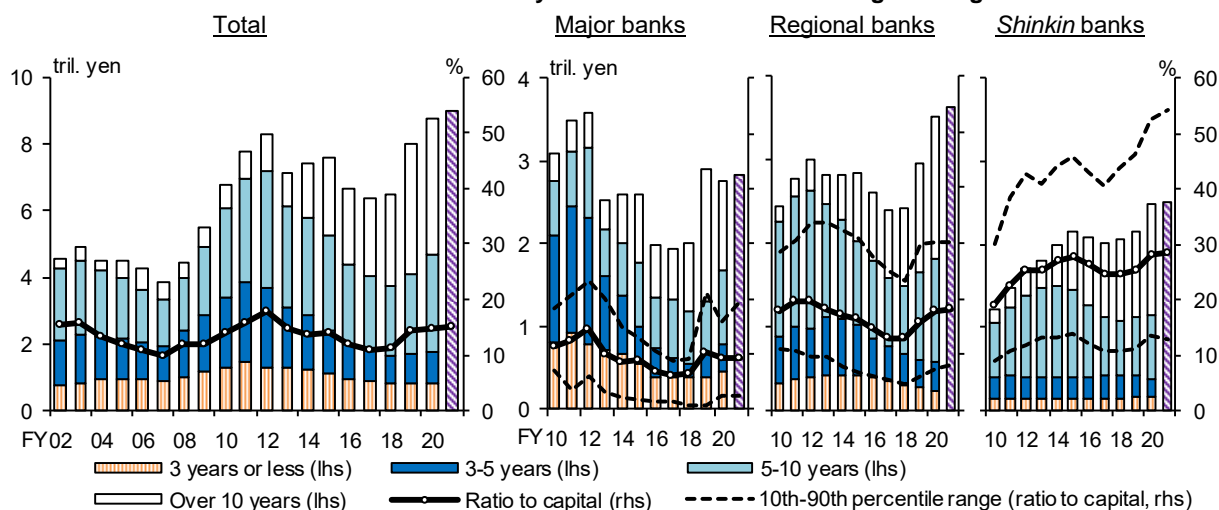 Total
Major banks
Regional banks
Shinkin banks
tril. yen
%
tril. yen
%
10
8
6
4
2
0
60
50
40
30
20
10
0
4
3
2
1
0
60
50
40
30
20
10
0
FY 02 04 06 08 10 12 14 16 18 20
FY 10 12 14 16 18 20
10 12 14 16 18 20
10 12 14 16 18 20
3 years or less (lhs)
3-5 years (lhs)
5-10 years (lhs)
Over 10 years (lhs)
Ratio to capital (rhs)
10th-90th percentile range (ratio to capital, rhs)